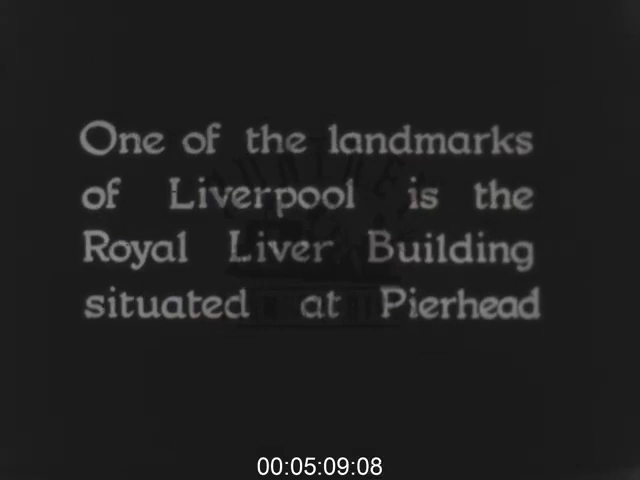 One of the landmarks
of Liverpool is the
Royal Liver Building
situated at Pierhead
00:05:09:08